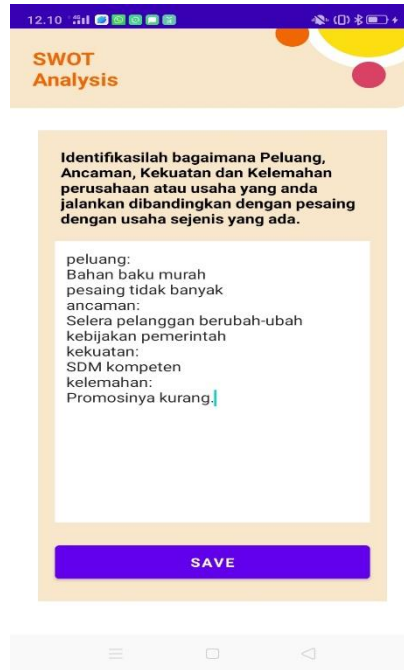 12.10
SWOT
Analysis
Identifikasilah bagaimana Peluang,
Ancaman, Kekuatan dan Kelemahan
perusahaan atau usaha yang anda
jalankan dibandingkan dengan pesaing
dengan usaha sejenis yang ada.
peluang:
Bahan baku murah
pesaing tidak banyak
ancaman:
Selera pelanggan berubah-ubah
kebijakan pemerintah
kekuatan:
SDM kompeten
kelemahan:
Promosinya kurang.
SAVE